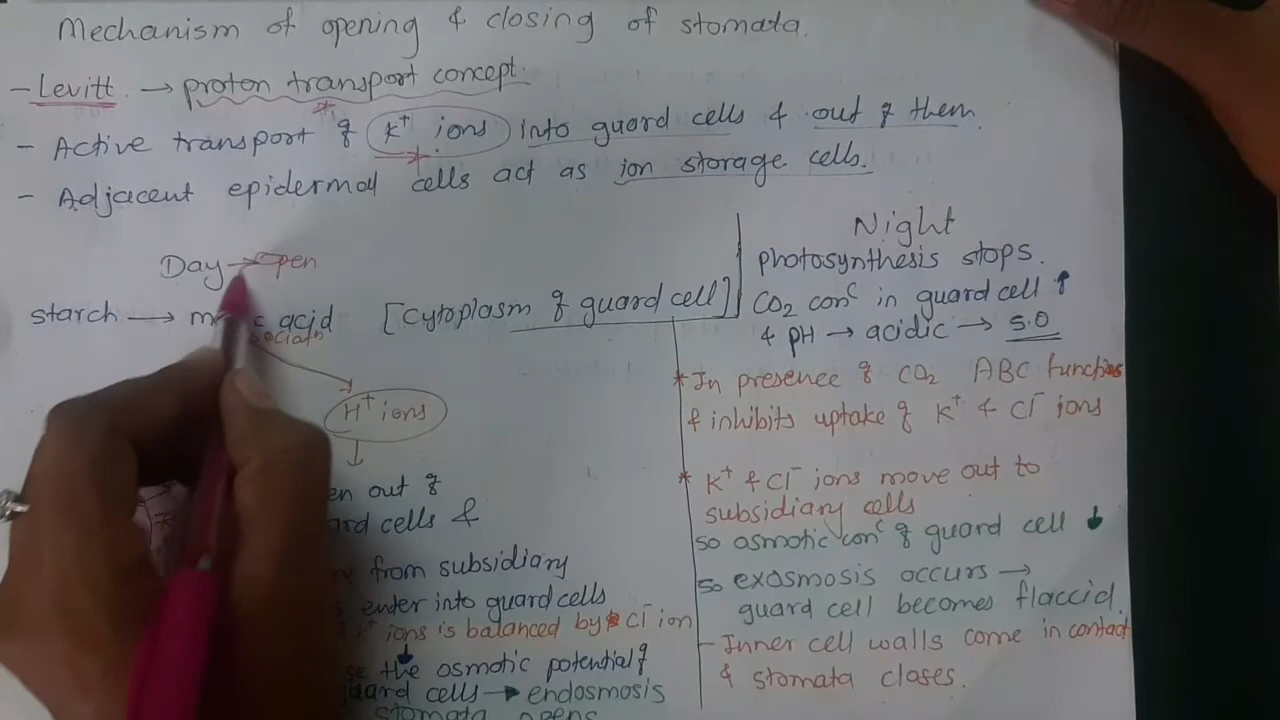 Mechanism of opening & closing of stomata.
- Levitt → proton transport concept.
- Active transport of K+ ions into guard cells & out of them.
- Adjacent epidermal cells act as ion storage cells.
Day → open
starch → acid [cytoplasm of guard cell]
H+ ions
out of
cells &
from subsidiary
enter into guard cells
ions is balanced by Cl- ion
the osmotic potential of
cells → endosmosis
stomata opens
Night
photosynthesis stops.
CO2 conc in guard cell ↑
& pH → acidic → 5.0
* In presence of CO2 ABC functions
& inhibits uptake of K+ & Cl- ions
* K+ & Cl- ions move out to
subsidiary cells
so osmotic conc of guard cell ↓
so exosmosis occurs →
guard cell becomes flaccid.
- Inner cell walls come in contact
& stomata closes.